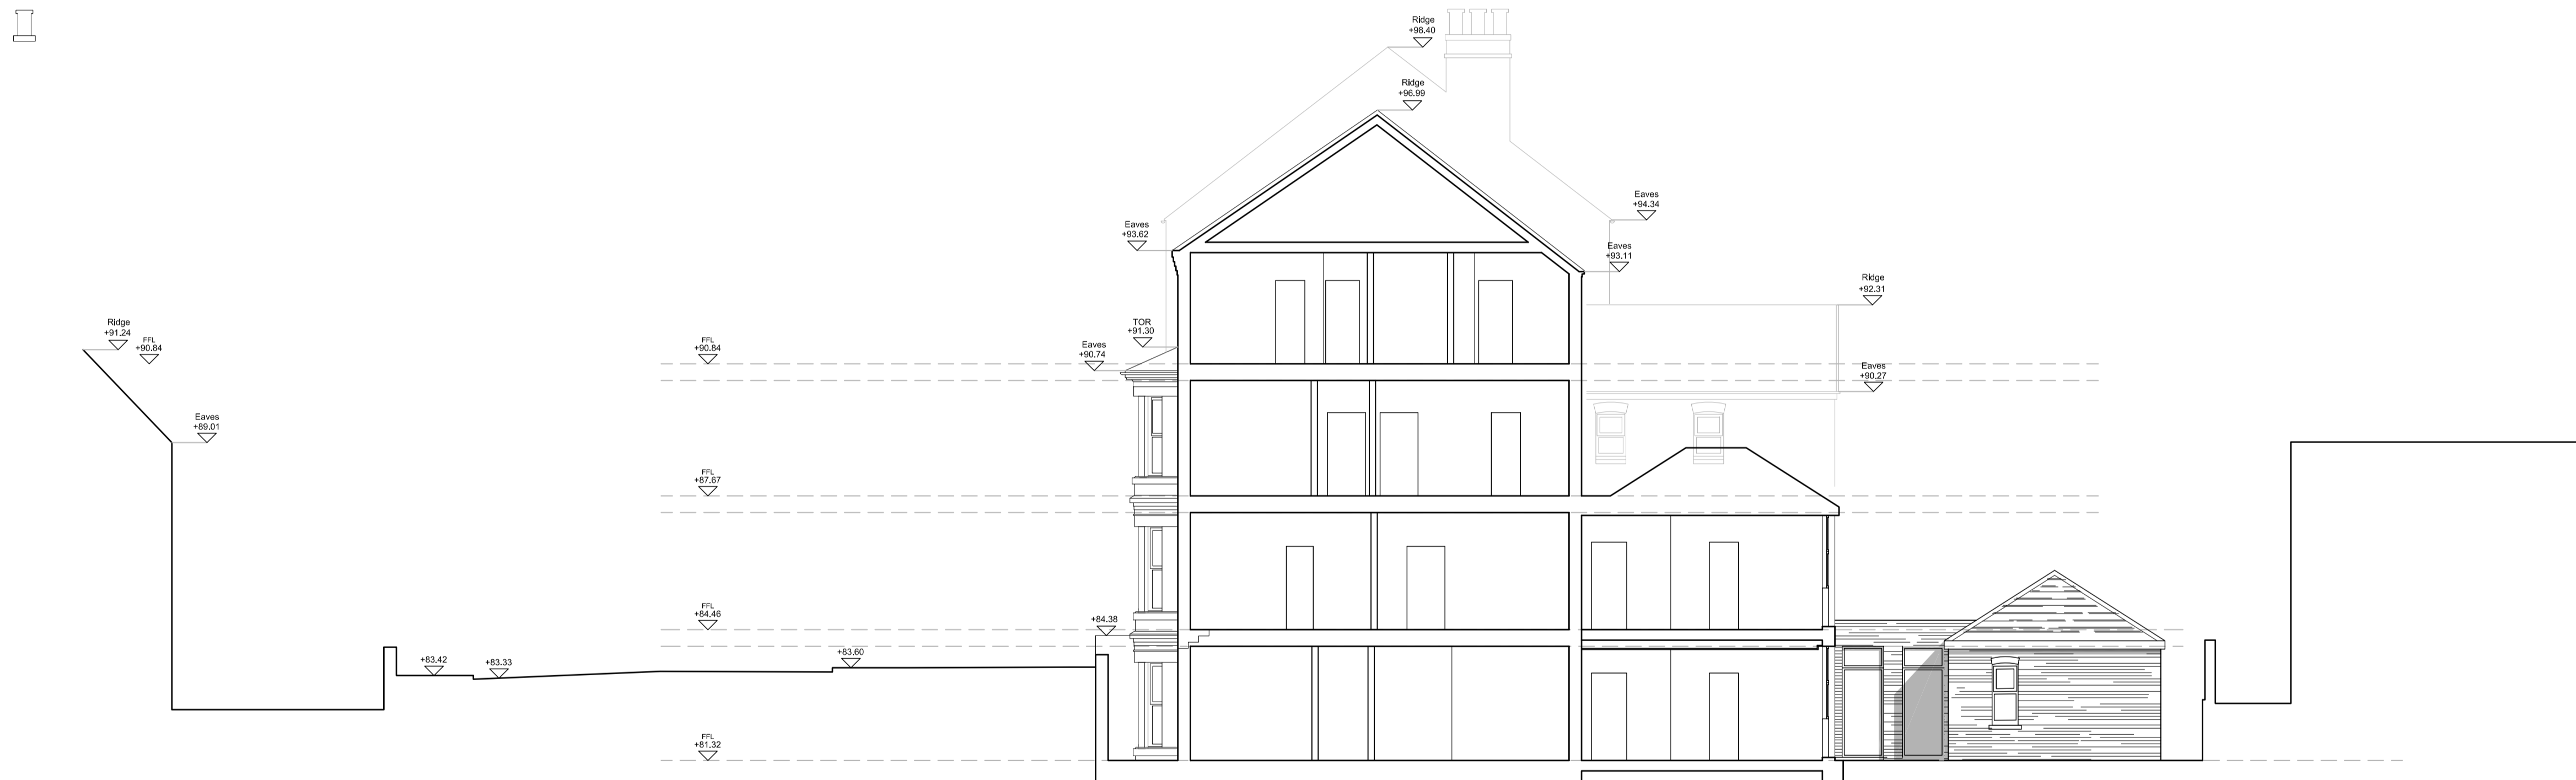 Ridge
+98.40
Ridge
+96.99
Eaves
+94.34
Eaves
+93.62
Eaves
+93.11
Ridge
+92.31
Ridge
+91.24
FFL
+90.84
FFL
+90.84
TOR
+91.30
Eaves
+90.74
Eaves
+90.27
Eaves
+89.01
FFL
+87.67
FFL
+84.46
+84.38
+83.42
+83.33
+83.60
FFL
+81.32